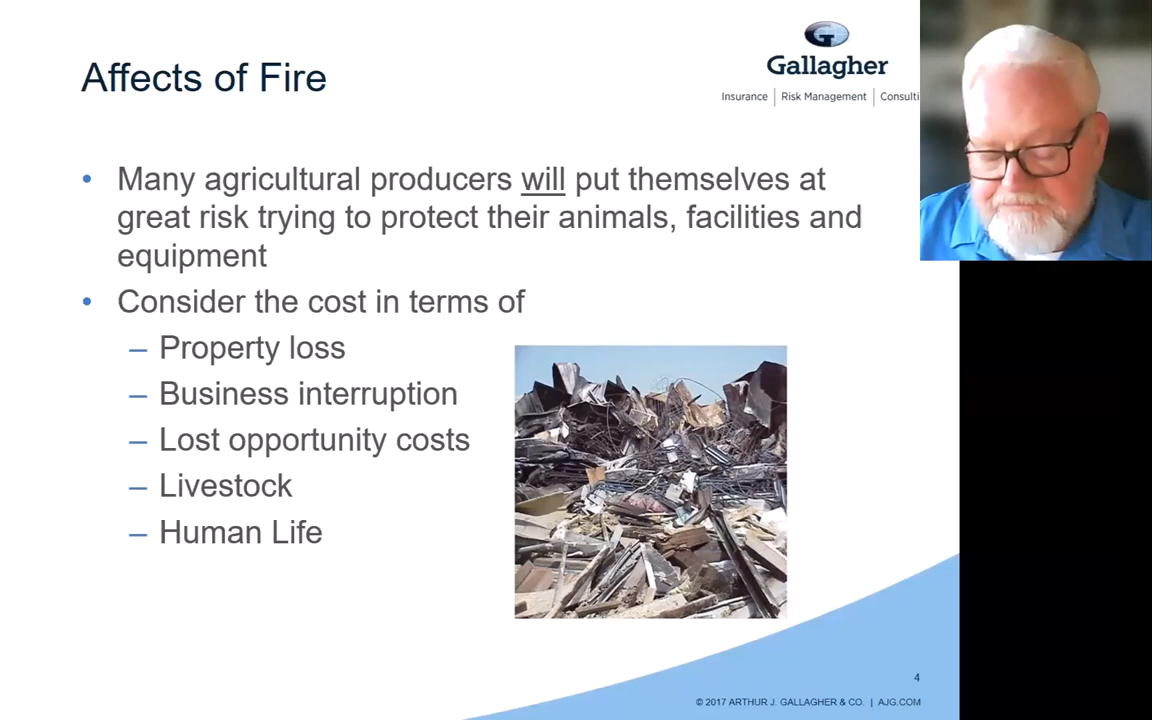 Affects of Fire
G
Gallagher
Insurance | Risk Management | Consulti
• Many agricultural producers will put themselves at
great risk trying to protect their animals, facilities and
equipment
• Consider the cost in terms of
– Property loss
– Business interruption
– Lost opportunity costs
– Livestock
– Human Life
4
© 2017 ARTHUR J. GALLAGHER & CO. | AJG.COM